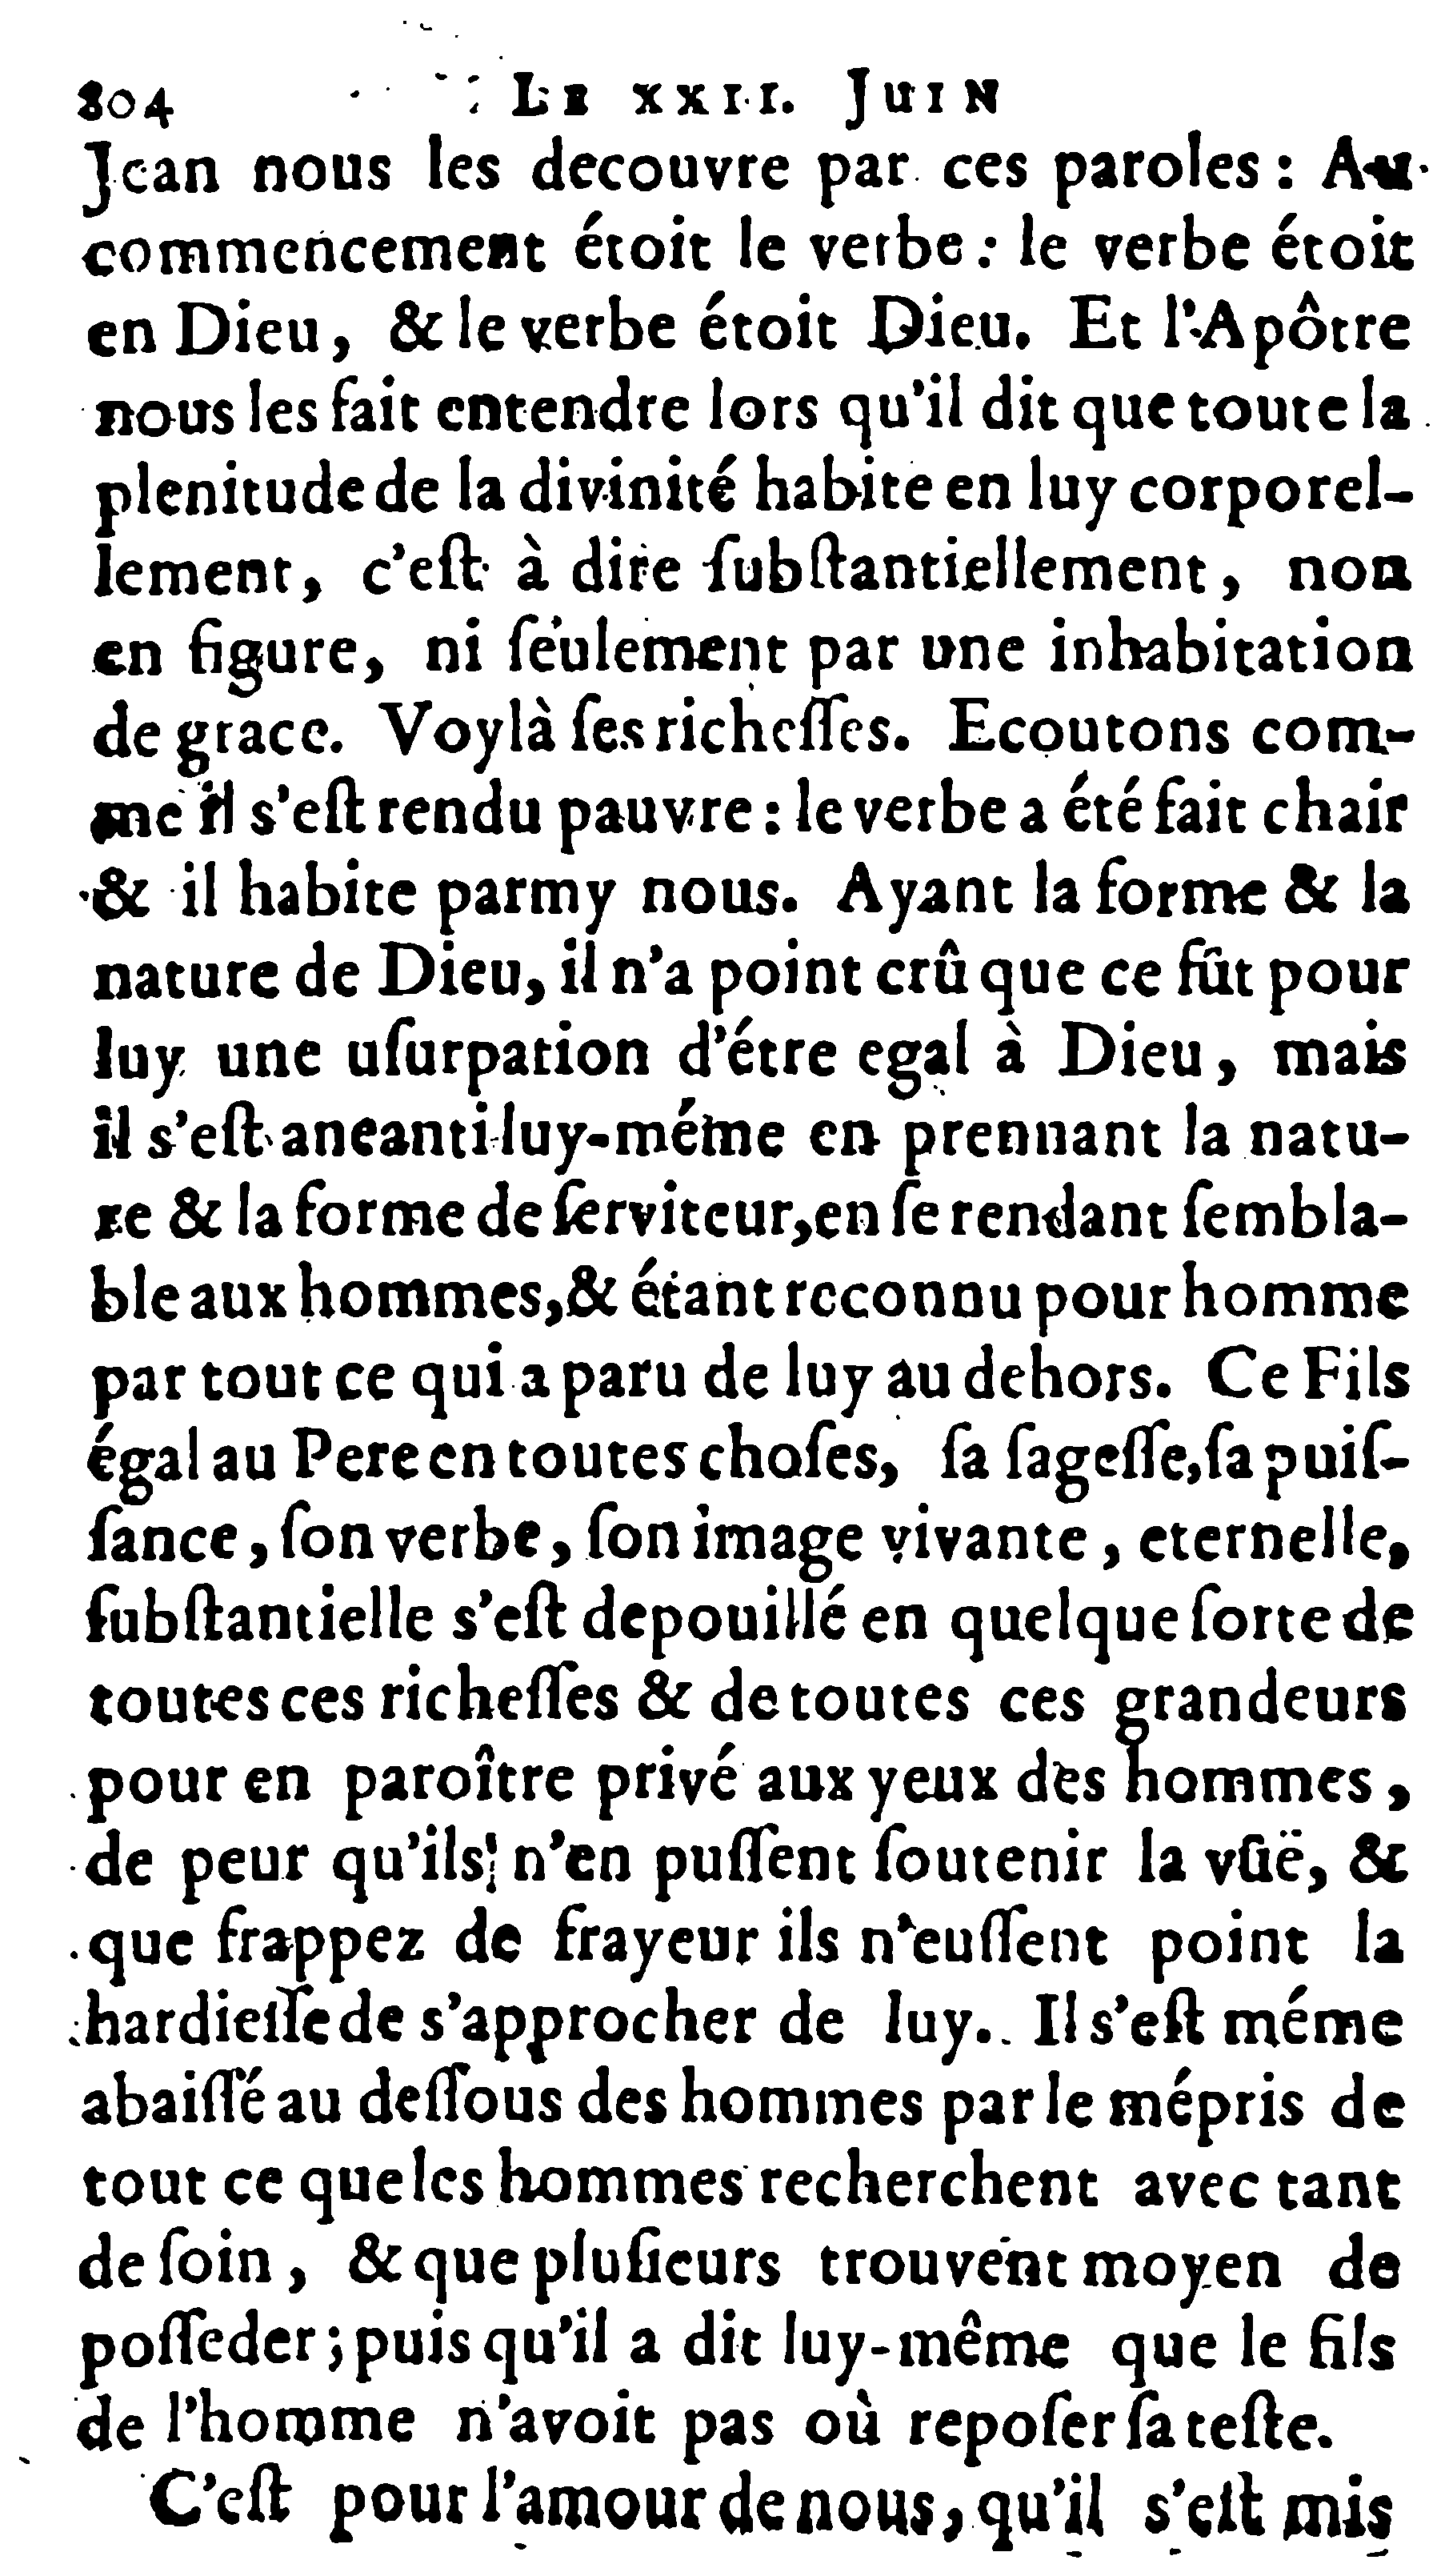 804 LE XXII. JUIN
Jean nous les decouvre par ces paroles : Au
commencement étoit le verbe : le verbe étoit
en Dieu, & le verbe étoit Dieu. Et l'Apôtre
nous les fait entendre lors qu'il dit que toute la
plenitude de la divinité habite en luy corporel-
lement, c'eſt à dire ſubſtantiellement, non
en figure, ni ſeulement par une inhabitation
de grace. Voylà ſes richeſſes. Ecoutons com-
me il s'eſt rendu pauvre : le verbe a été fait chair
& il habite parmy nous. Ayant la forme & la
nature de Dieu, il n'a point crû que ce fût pour
luy une uſurpation d'étre egal à Dieu, mais
il s'eſt aneanti luy-méme en prennant la natu-
re & la forme de ſerviteur, en ſe rendant ſembla-
ble aux hommes, & étant reconnu pour homme
par tout ce qui a paru de luy au dehors. Ce Fils
égal au Pere en toutes choſes, ſa ſageſſe, ſa puiſ-
ſance, ſon verbe, ſon image vivante, eternelle,
ſubſtantielle s'eſt depouillé en quelque ſorte de
toutes ces richeſſes & de toutes ces grandeurs
pour en paroître privé aux yeux des hommes,
de peur qu'ils n'en puſſent ſoutenir la vûë, &
que frappez de frayeur ils n'euſſent point la
hardieſſe de s'approcher de luy. Il s'eſt méme
abaiſſé au deſſous des hommes par le mépris de
tout ce que les hommes recherchent avec tant
de ſoin, & que pluſieurs trouvent moyen de
poſſeder ; puis qu'il a dit luy-même que le fils
de l'homme n'avoit pas où repoſer ſa teſte.
C'eſt pour l'amour de nous, qu'il s'eſt mis